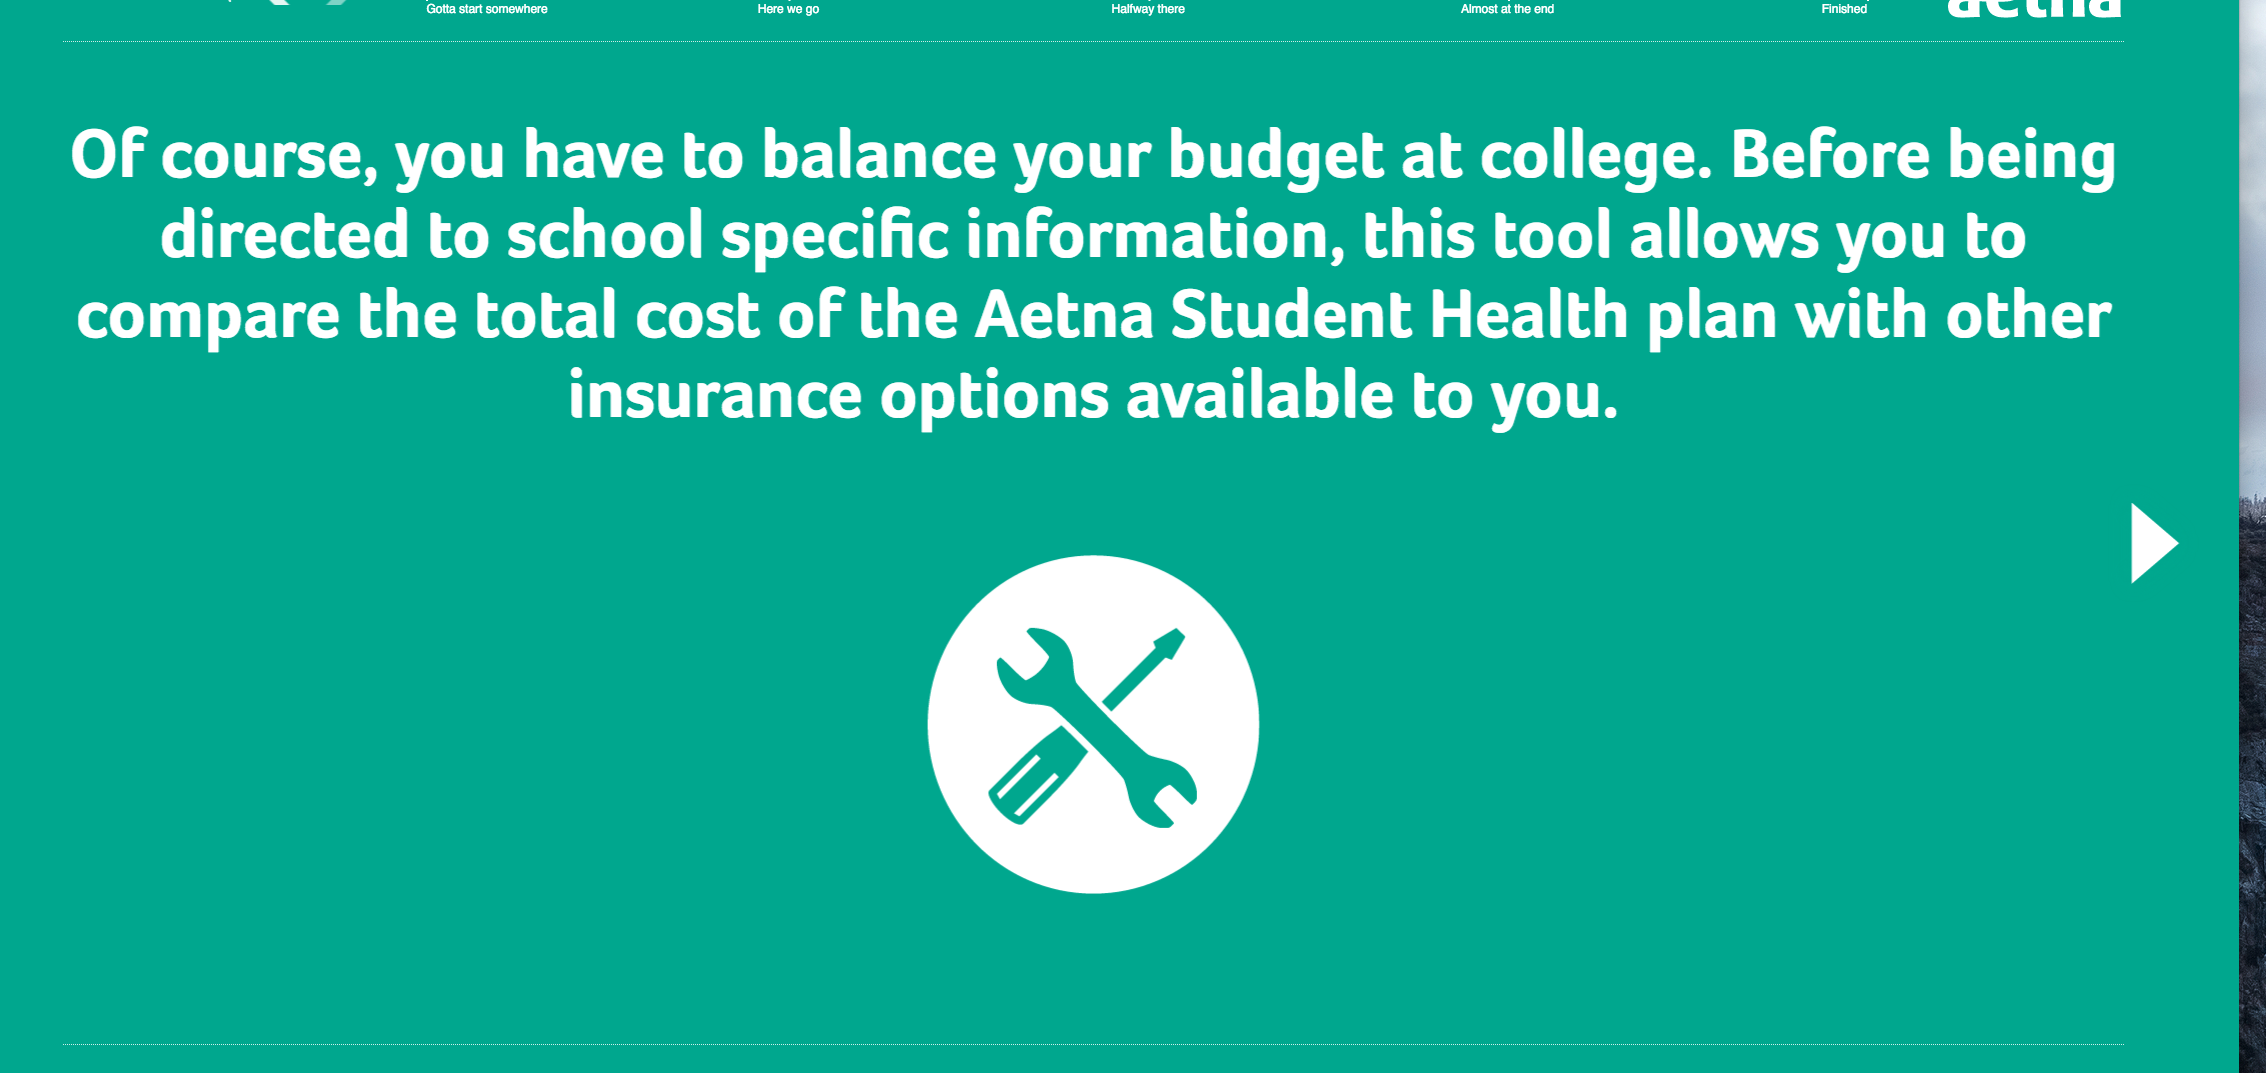 Gotta start somewhere
Here we go
Halfway there
Almost at the end
Finished
aetna
Of course, you have to balance your budget at college. Before being
directed to school specific information, this tool allows you to
compare the total cost of the Aetna Student Health plan with other
insurance options available to you.